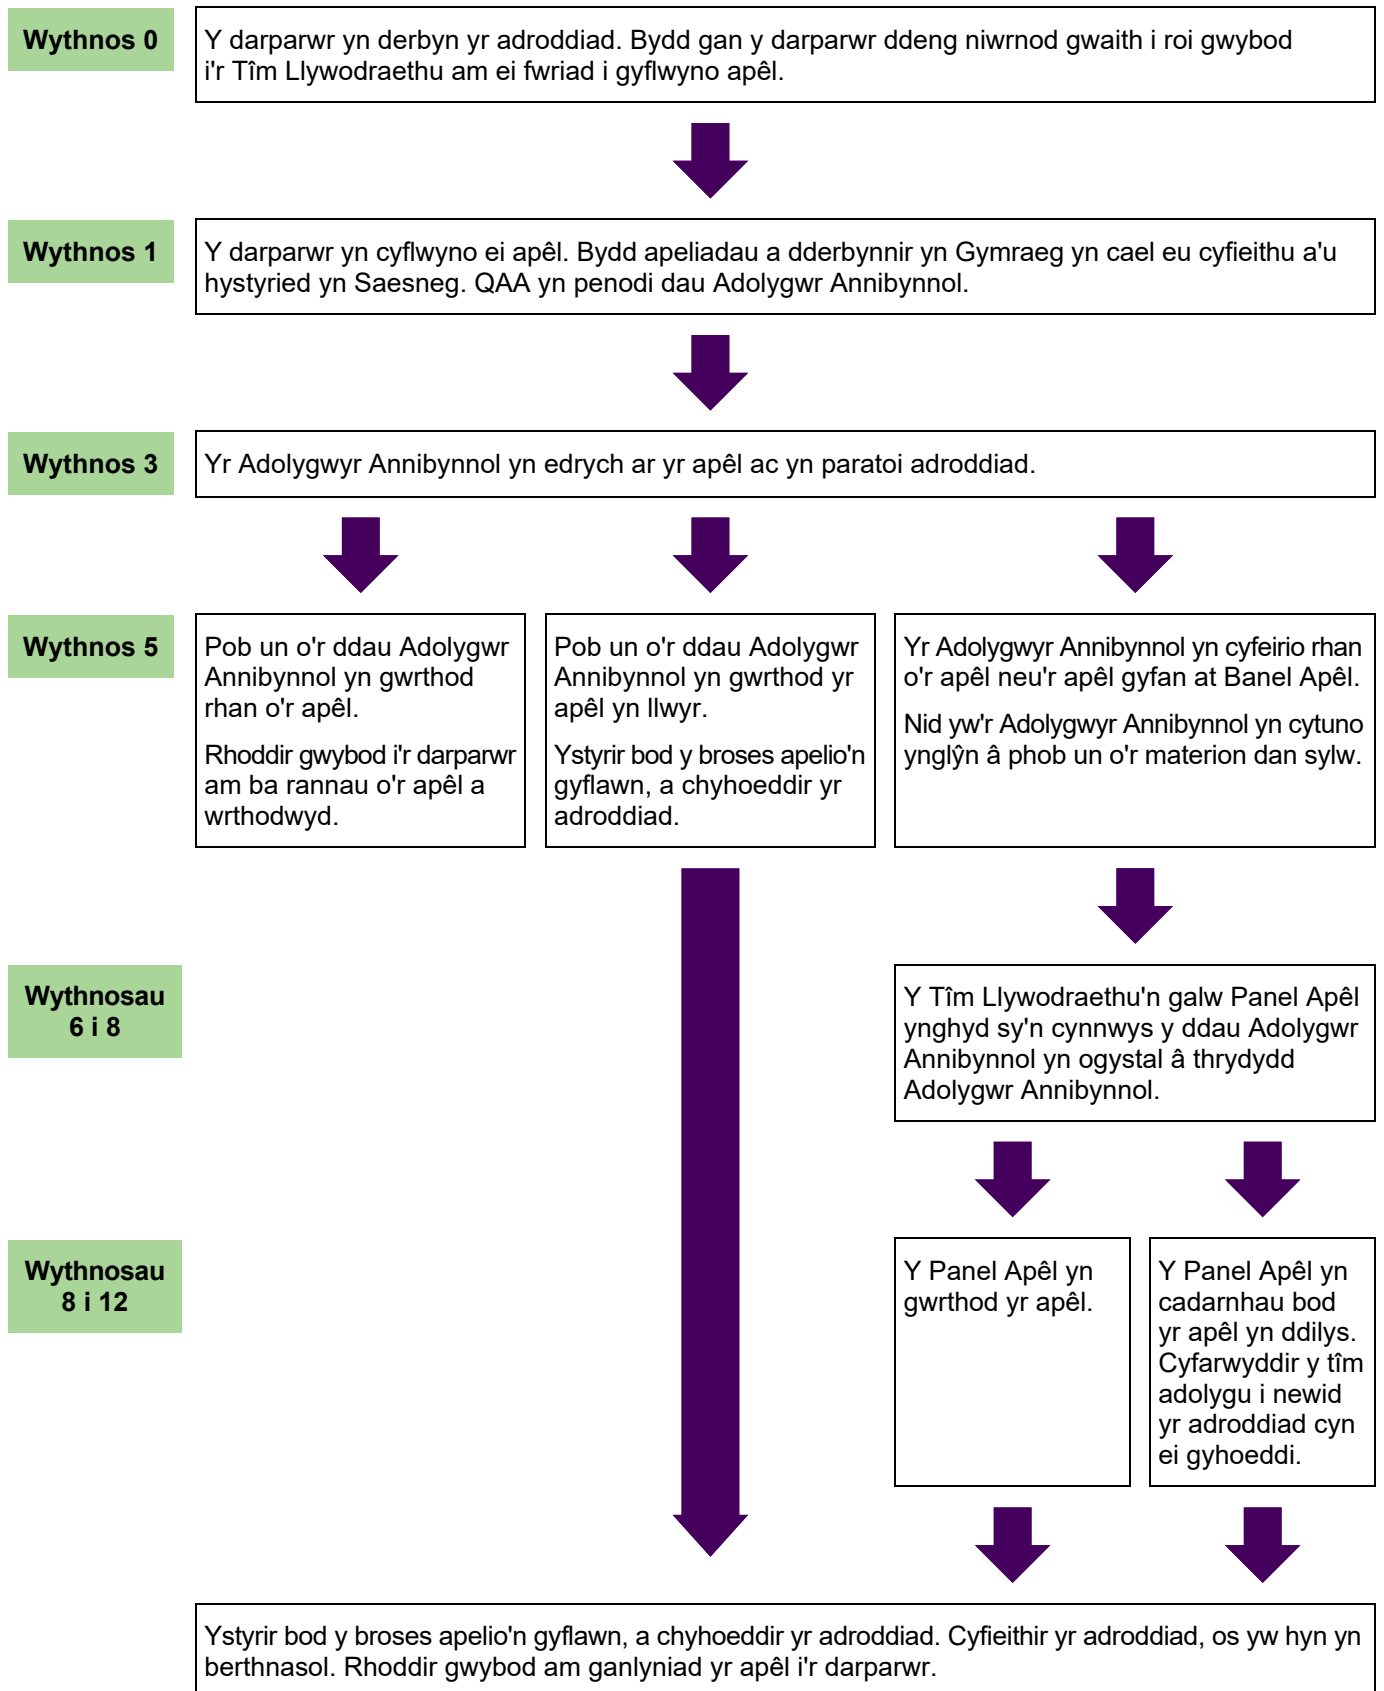 Wythnos 0
Y darparwr yn derbyn yr adroddiad. Bydd gan y darparwr ddeng niwrnod gwaith i roi gwybod
i'r Tîm Llywodraethu am ei fwriad i gyflwyno apêl.
Wythnos 1
Y darparwr yn cyflwyno ei apêl. Bydd apeliadau a dderbynnir yn Gymraeg yn cael eu cyfieithu a'u
hystyried yn Saesneg. QAA yn penodi dau Adolygwr Annibynnol.
Wythnos 3
Yr Adolygwyr Annibynnol yn edrych ar yr apêl ac yn paratoi adroddiad.
Wythnos 5
Pob un o'r ddau Adolygwr
Annibynnol yn gwrthod
rhan o'r apêl.
Rhoddir gwybod i'r darparwr
am ba rannau o'r apêl a
wrthodwyd.
Pob un o'r ddau Adolygwr
Annibynnol yn gwrthod yr
apêl yn llwyr.
Ystyrir bod y broses apelio'n
gyflawn, a chyhoeddir yr
adroddiad.
Yr Adolygwyr Annibynnol yn cyfeirio rhan
o'r apêl neu'r apêl gyfan at Banel Apêl.
Nid yw'r Adolygwyr Annibynnol yn cytuno
ynglŷn â phob un o'r materion dan sylw.
Wythnosau
6 i 8
Y Tîm Llywodraethu'n galw Panel Apêl
ynghyd sy'n cynnwys y ddau Adolygwr
Annibynnol yn ogystal â thrydydd
Adolygwr Annibynnol.
Wythnosau
8 i 12
Y Panel Apêl yn
gwrthod yr apêl.
Y Panel Apêl yn
cadarnhau bod
yr apêl yn ddilys.
Cyfarwyddir y tîm
adolygu i newid
yr adroddiad cyn
ei gyhoeddi.
Ystyrir bod y broses apelio'n gyflawn, a chyhoeddir yr adroddiad. Cyfieithir yr adroddiad, os yw hyn yn
berthnasol. Rhoddir gwybod am ganlyniad yr apêl i'r darparwr.